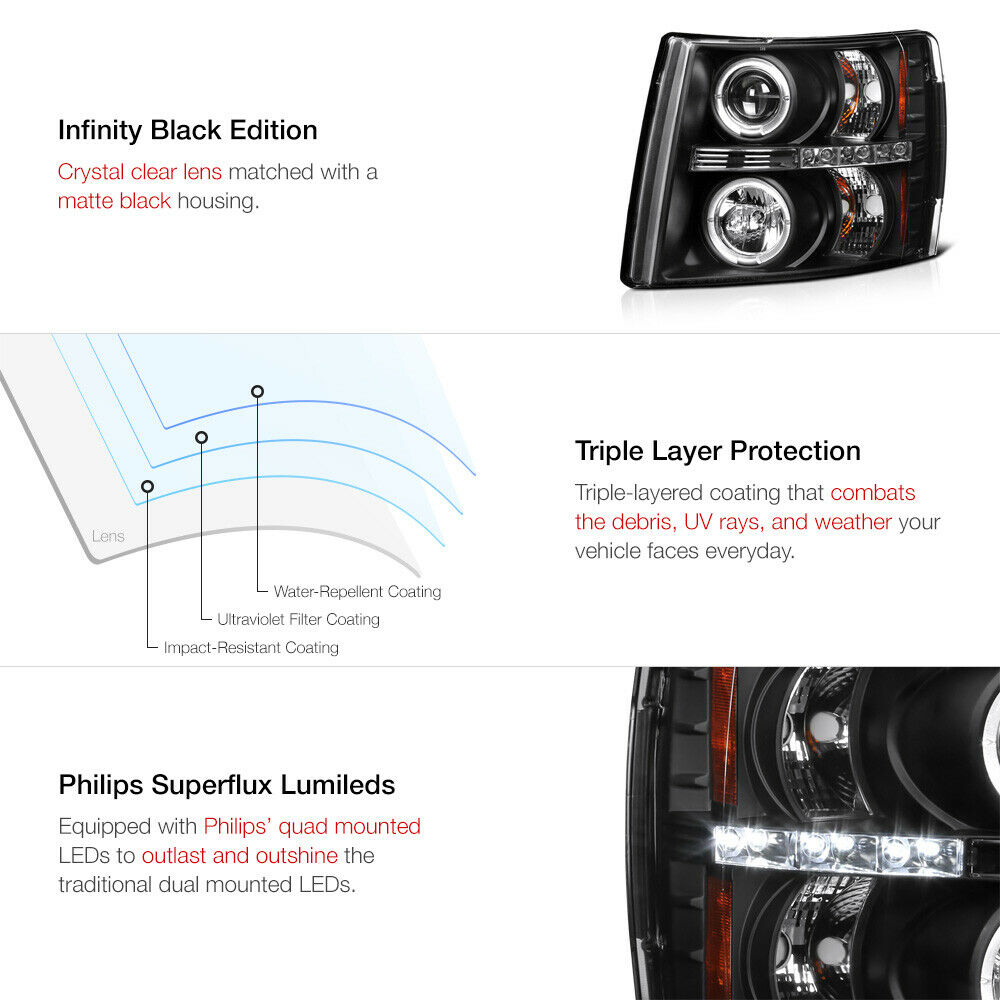 Infinity Black Edition
Crystal clear lens matched with a
matte black housing.
Lens
Water-Repellent Coating
Ultraviolet Filter Coating
Impact-Resistant Coating
Triple Layer Protection
Triple-layered coating that combats
the debris, UV rays, and weather your
vehicle faces everyday.
Philips Superflux Lumileds
Equipped with Philips’ quad mounted
LEDs to outlast and outshine the
traditional dual mounted LEDs.